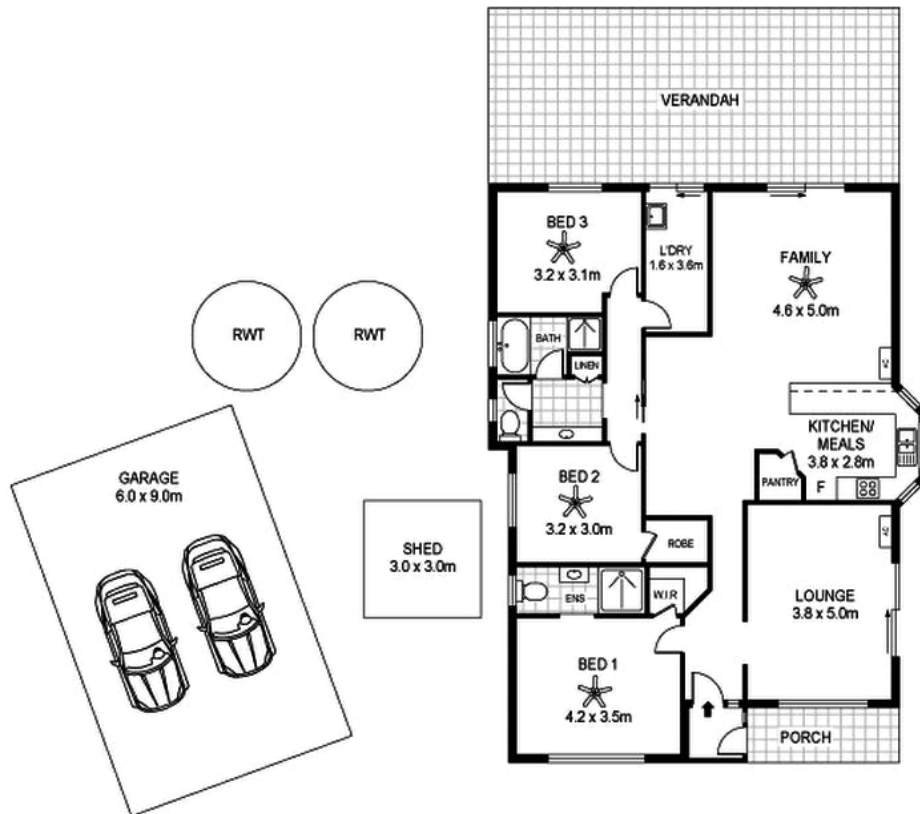 VERANDAH
BED 3
3.2 x 3.1m
L'DRY
1.6 x 3.6m
FAMILY
4.6 x 5.0m
RWT
RWT
BATH
LINEN
AC
KITCHEN/
MEALS
3.8 x 2.8m
PANTRY
F
GARAGE
6.0 x 9.0m
BED 2
3.2 x 3.0m
SHED
3.0 x 3.0m
ROBE
AC
ENS
W.I.R
LOUNGE
3.8 x 5.0m
BED 1
4.2 x 3.5m
PORCH